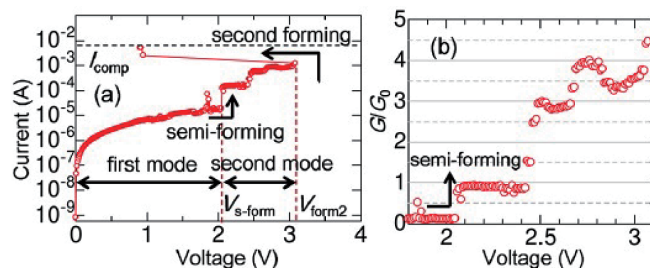 10⁻²
10⁻³
10⁻⁴
10⁻⁵
10⁻⁶
10⁻⁷
10⁻⁸
10⁻⁹
Current (A)
I_comp
second forming
(a)
semi-forming
first mode
second mode
V_s-form
V_form2
0 1 2 3 4
Voltage (V)
(b)
G/G₀
5
4
3
2
1
0
semi-forming
2 2.5 3
Voltage (V)